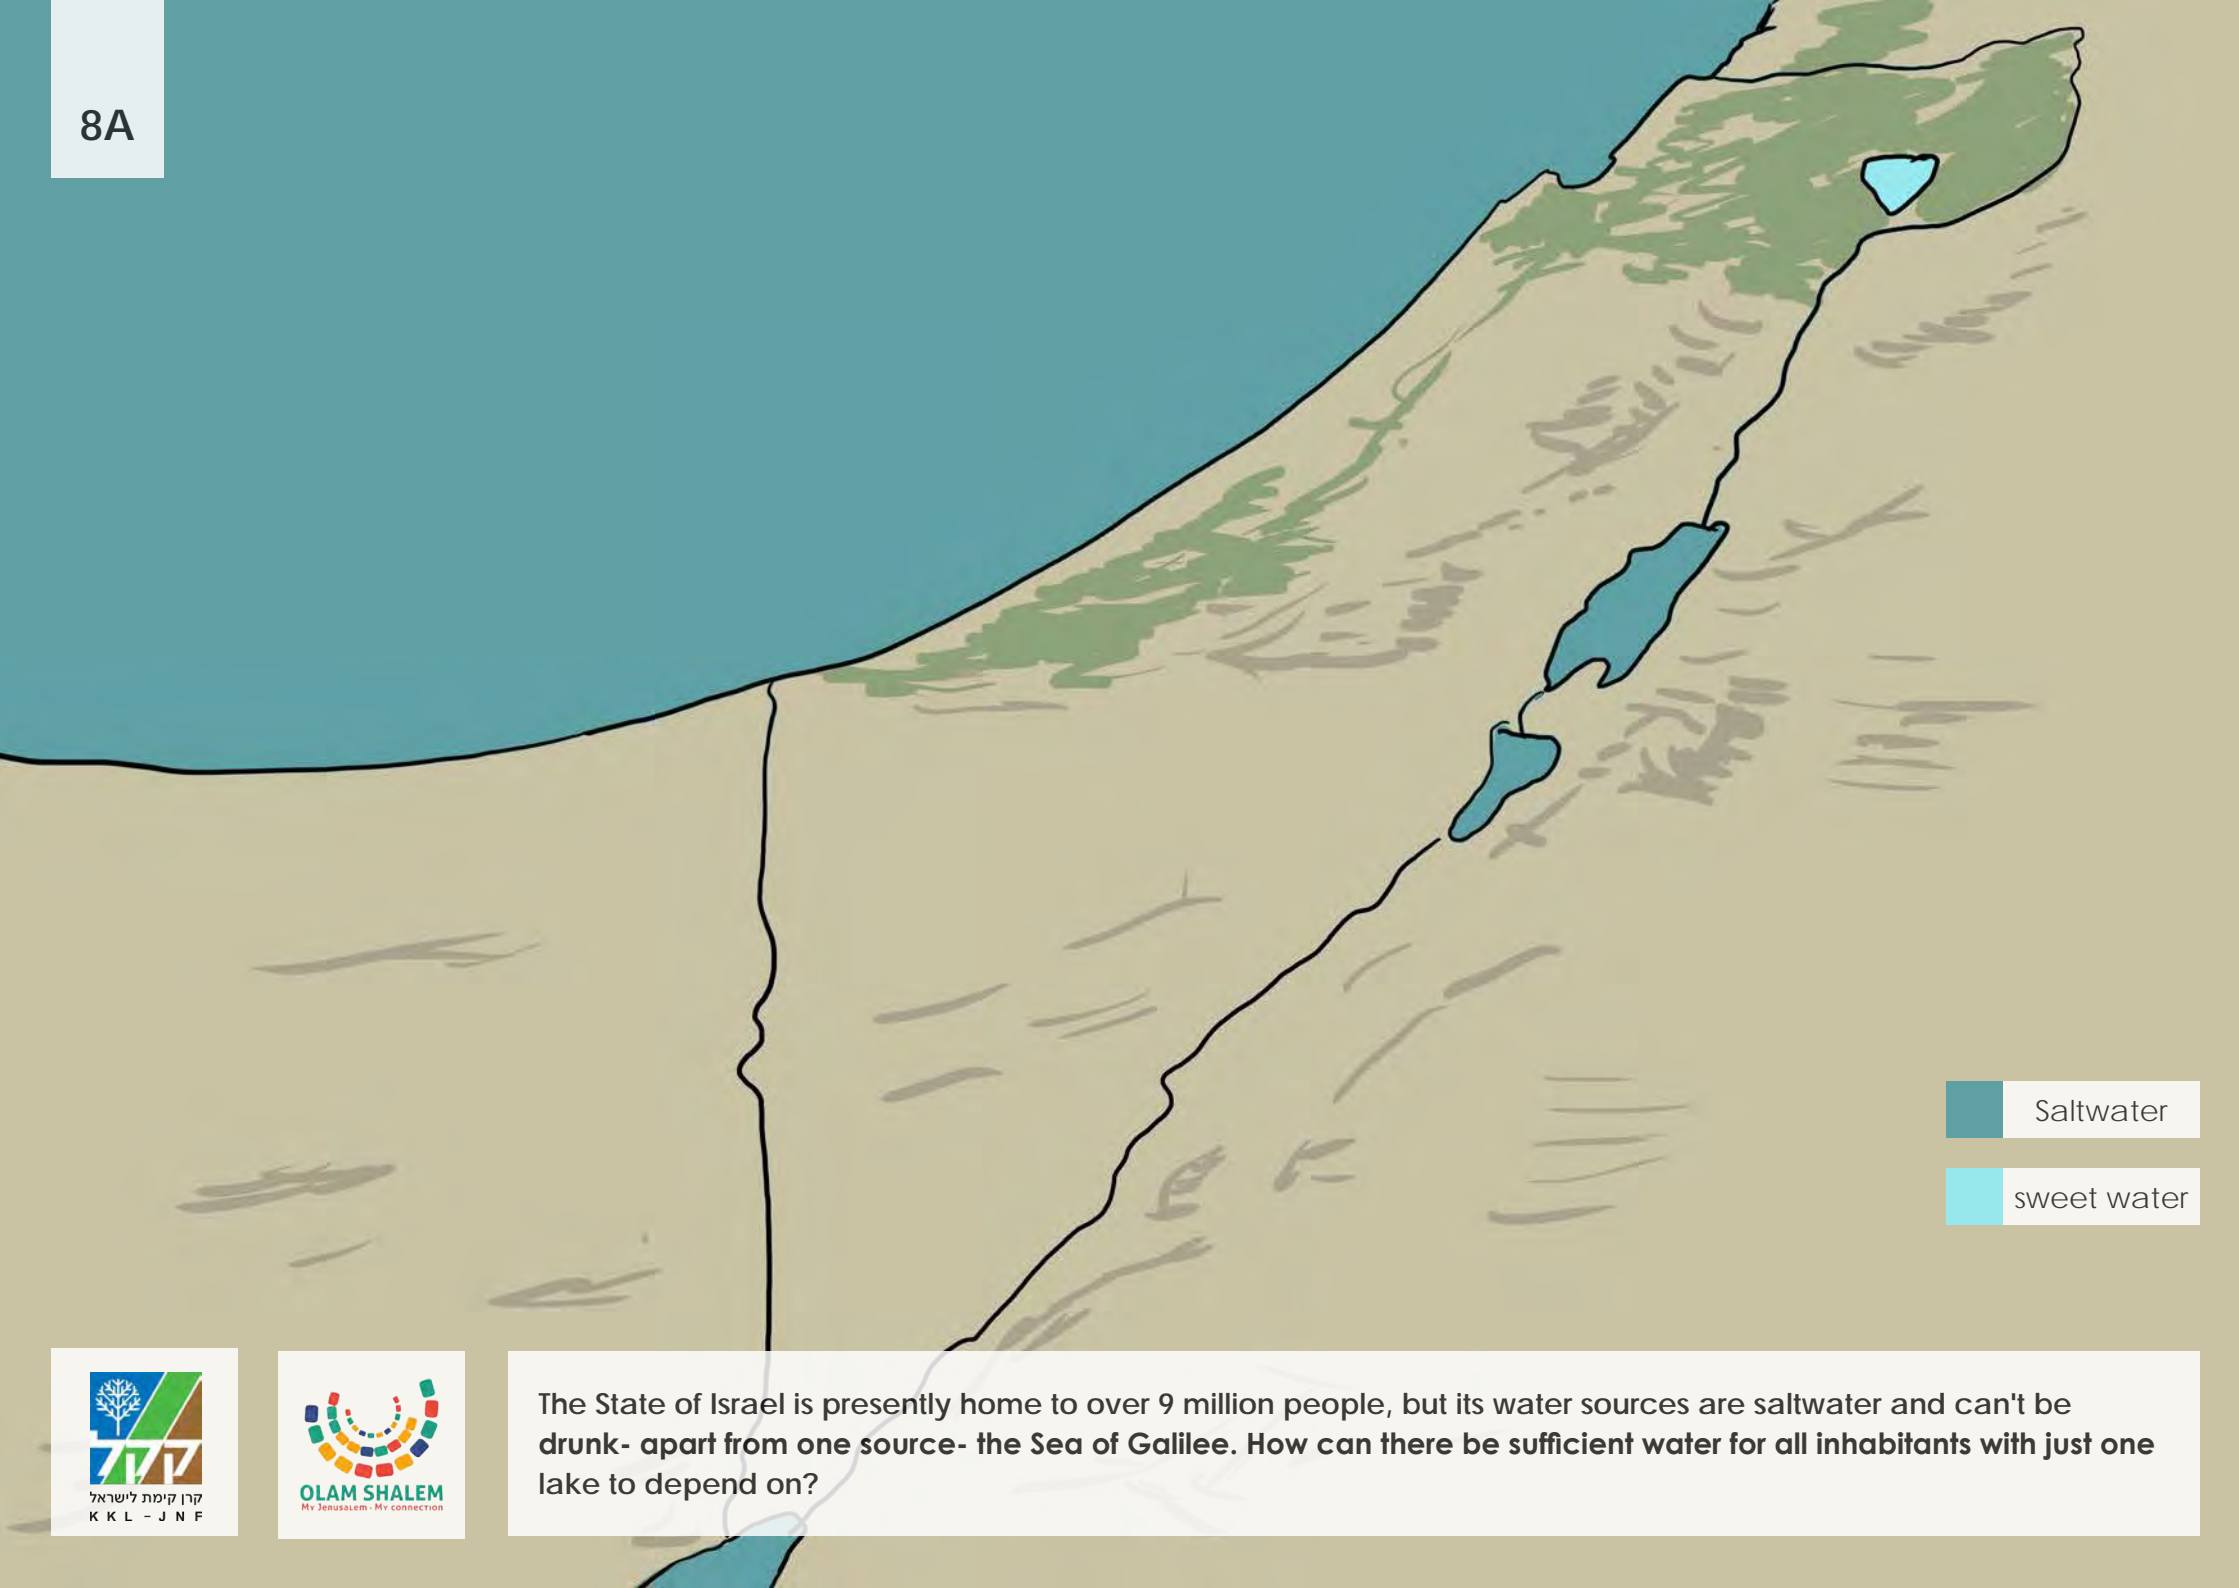 8A
Saltwater
sweet water
קקל
קרן קימת לישראל
KKL-JNF
OLAM SHALEM
My Jerusalem - My connection
The State of Israel is presently home to over 9 million people, but its water sources are saltwater and can't be
drunk- apart from one source- the Sea of Galilee. How can there be sufficient water for all inhabitants with just one
lake to depend on?